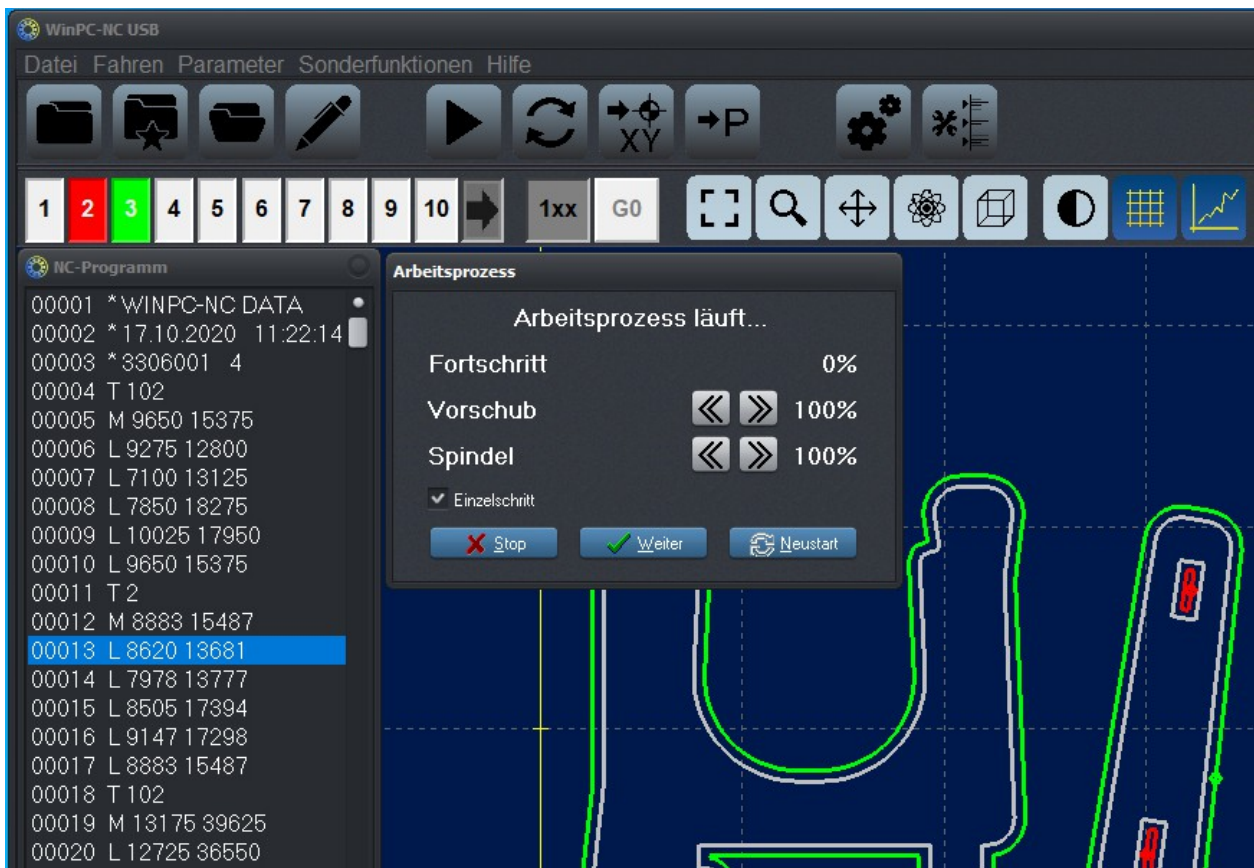 WinPC-NC USB
Datei Fahren Parameter Sonderfunktionen Hilfe
XY
P
1 2 3 4 5 6 7 8 9 10 1xx G0
NC-Programm
00001 * WINPC-NC DATA
00002 * 17.10.2020 11:22:14
00003 * 3306001 4
00004 T 102
00005 M 9650 15375
00006 L 9275 12800
00007 L 7100 13125
00008 L 7850 18275
00009 L 10025 17950
00010 L 9650 15375
00011 T 2
00012 M 8883 15487
00013 L 8620 13681
00014 L 7978 13777
00015 L 8505 17394
00016 L 9147 17298
00017 L 8883 15487
00018 T 102
00019 M 13175 39625
00020 L 12725 36550
Arbeitsprozess
Arbeitsprozess läuft...
Fortschritt 0%
Vorschub 100%
Spindel 100%
Einzelschritt
Stop Weiter Neustart